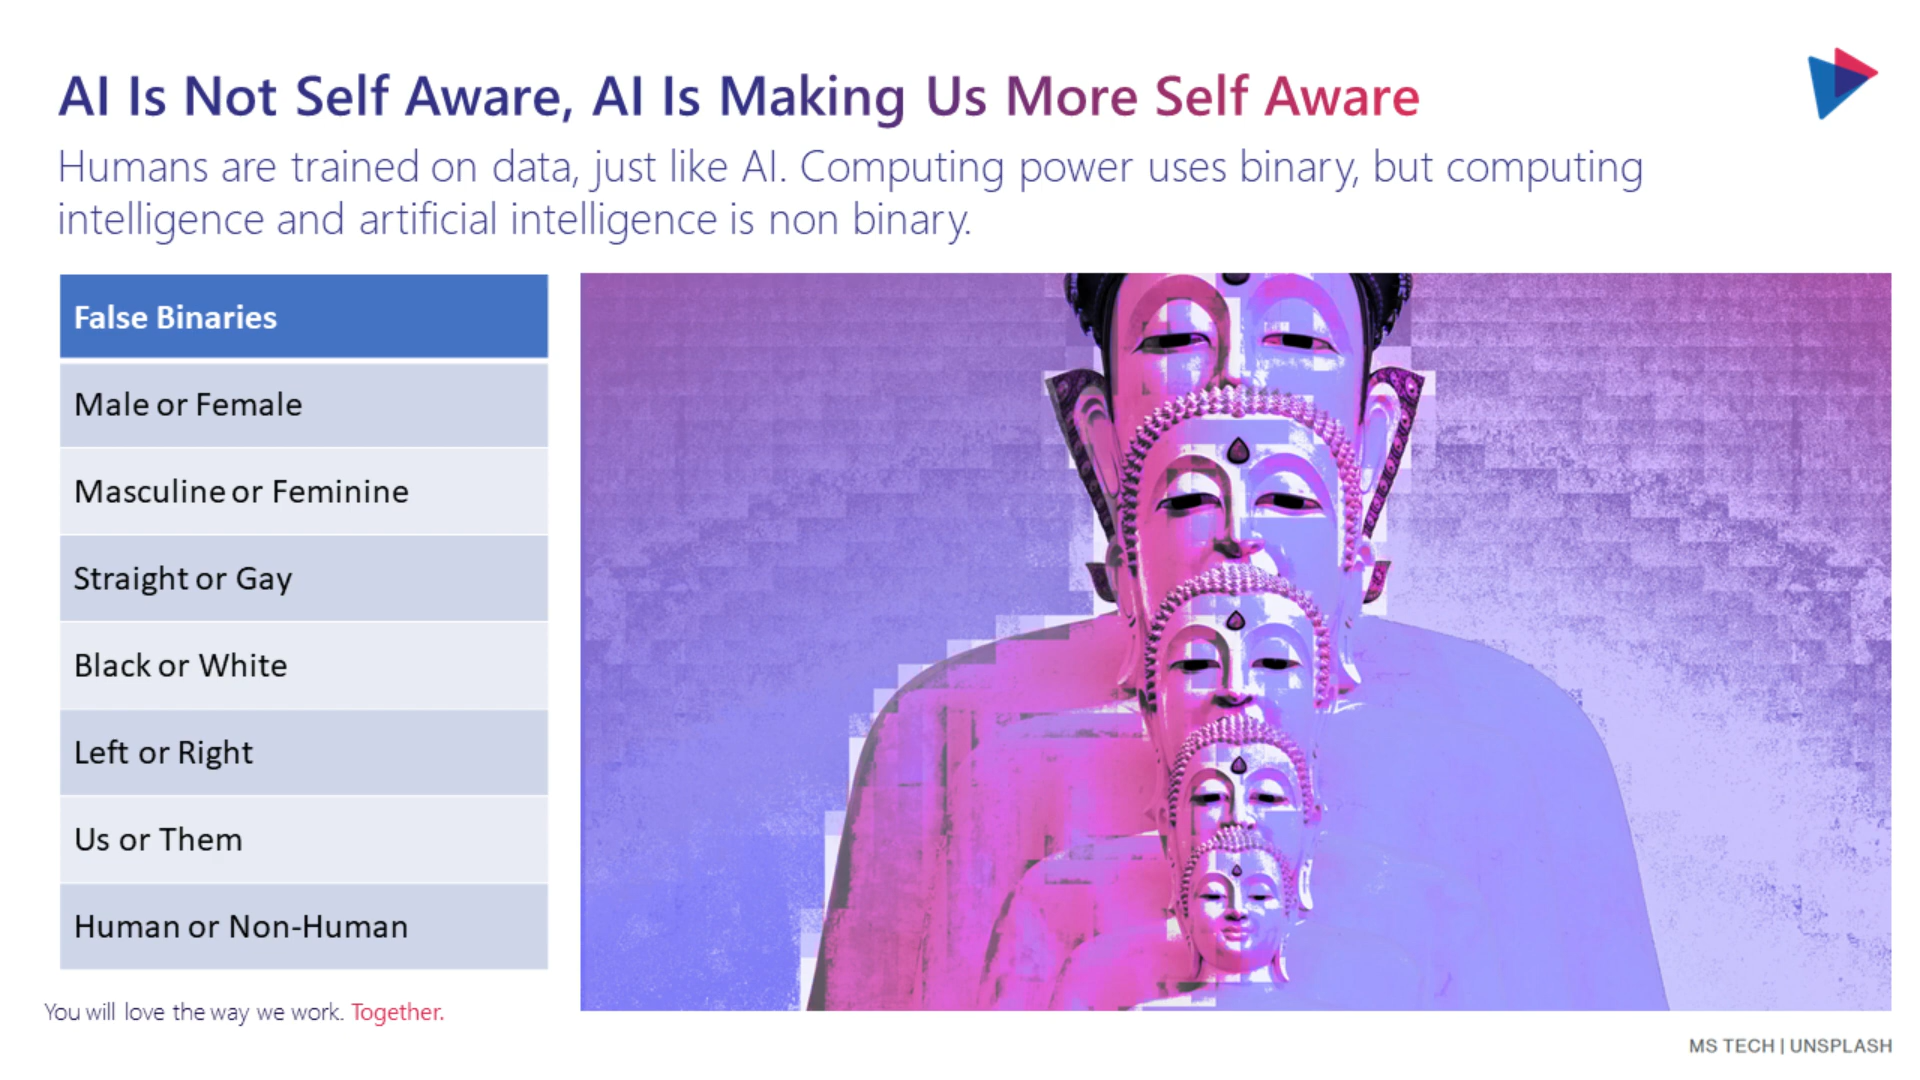 AI Is Not Self Aware, AI Is Making Us More Self Aware
Humans are trained on data, just like AI. Computing power uses binary, but computing
intelligence and artificial intelligence is non binary.
False Binaries
Male or Female
Masculine or Feminine
Straight or Gay
Black or White
Left or Right
Us or Them
Human or Non-Human
You will love the way we work. Together.
MS TECH | UNSPLASH